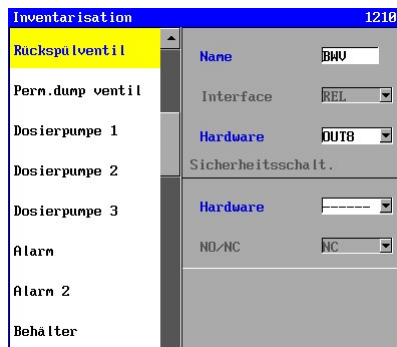 Inventarisation 1210
Rückspülventil
Perm.dump ventil
Dosierpumpe 1
Dosierpumpe 2
Dosierpumpe 3
Alarm
Alarm 2
Behälter
Name BWV
Interface REL
Hardware OUT8
Sicherheitsschalt.
Hardware ------
NO/NC NC